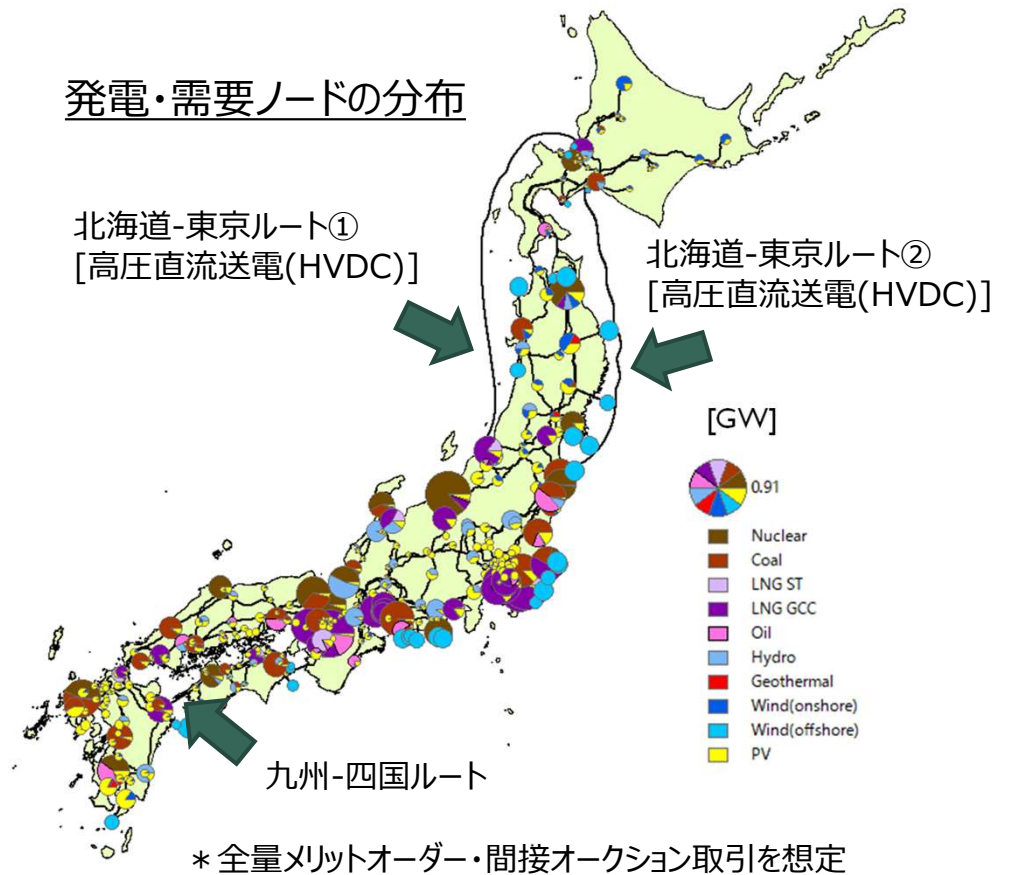 発電・需要ノードの分布
北海道-東京ルート①
[高圧直流送電(HVDC)]
北海道-東京ルート②
[高圧直流送電(HVDC)]
[GW]
0.91
Nuclear
Coal
LNG ST
LNG GCC
Oil
Hydro
Geothermal
Wind(onshore)
Wind(offshore)
PV
九州-四国ルート
＊全量メリットオーダー・間接オークション取引を想定